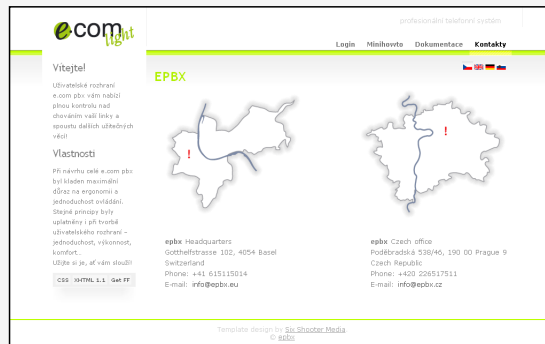 e.com light
profesionální telefonní systém
Login Minihowto Dokumentace Kontakty
Vítejte!
Uživatelské rozhraní
e.com pbx vám nabízí
plnou kontrolu nad
chováním vaší linky a
spoustu dalších užitečných
věcí!
Vlastnosti
Při návrhu celé e.com pbx
byl kladen maximální
důraz na ergonomii a
jednoduchost ovládání.
Stejné principy byly
uplatněny i při tvorbě
uživatelského rozhraní –
jednoduchost, výkonnost,
komfort...
Užijte si je, ať vám slouží!
CSS XHTML 1.1 Get FF
EPBX
!
!
epbx Headquarters
Gotthelfstrasse 102, 4054 Basel
Switzerland
Phone: +41 615115014
E-mail: info@epbx.eu
epbx Czech office
Poděbradská 538/46, 190 00 Prague 9
Czech Republic
Phone: +420 226517511
E-mail: info@epbx.cz
Template design by Six Shooter Media
© epbx